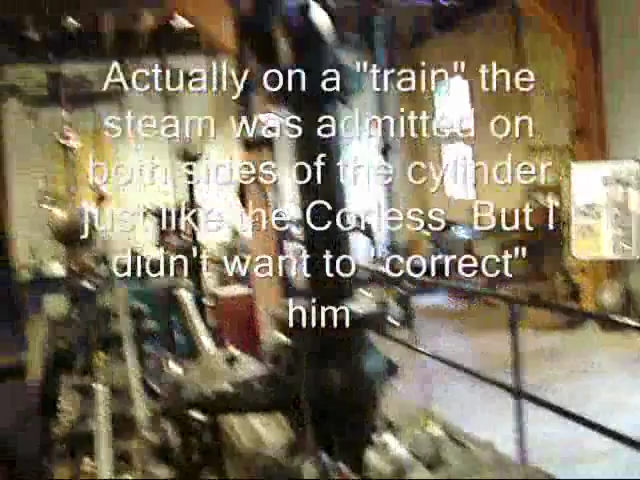 Actually on a "train" the
steam was admitted on
both sides of the cylinder
just like the Corless. But I
didn't want to "correct"
him